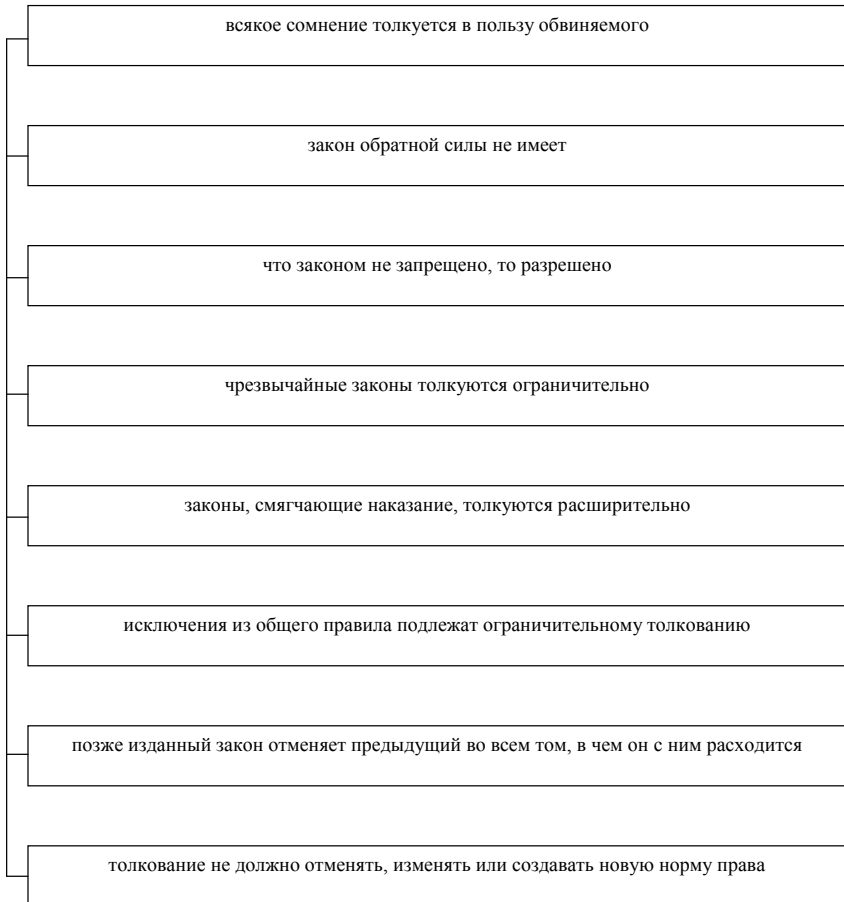 всякое сомнение толкуется в пользу обвиняемого
закон обратной силы не имеет
что законом не запрещено, то разрешено
чрезвычайные законы толкуются ограничительно
законы, смягчающие наказание, толкуются расширительно
исключения из общего правила подлежат ограничительному толкованию
позже изданный закон отменяет предыдущий во всем том, в чем он с ним расходится
толкование не должно отменять, изменять или создавать новую норму права